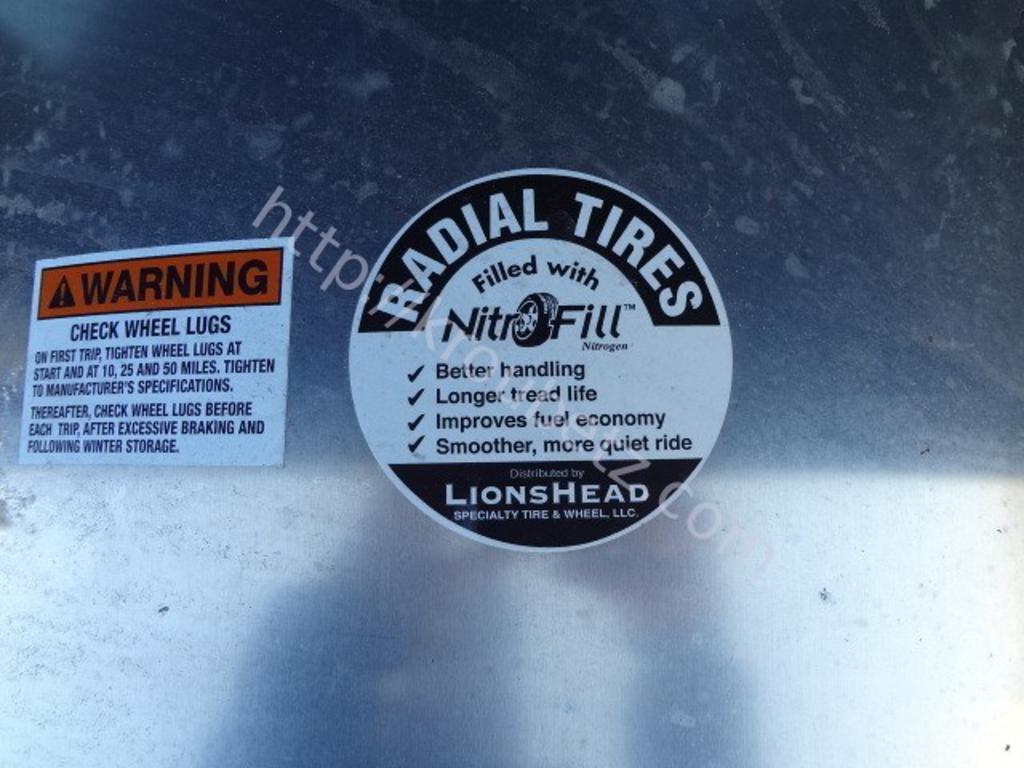 WARNING
CHECK WHEEL LUGS
ON FIRST TRIP, TIGHTEN WHEEL LUGS AT
START AND AT 10, 25 AND 50 MILES. TIGHTEN
TO MANUFACTURER'S SPECIFICATIONS.
THEREAFTER, CHECK WHEEL LUGS BEFORE
EACH TRIP, AFTER EXCESSIVE BRAKING AND
FOLLOWING WINTER STORAGE.
RADIAL TIRES
Filled with
NitroFill™
Nitrogen
✓ Better handling
✓ Longer tread life
✓ Improves fuel economy
✓ Smoother, more quiet ride
Distributed by
LIONSHEAD
SPECIALTY TIRE & WHEEL, LLC.